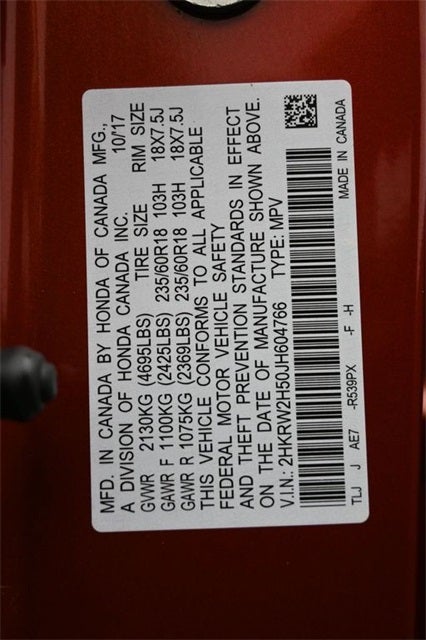 MFD. IN CANADA BY HONDA OF CANADA MFG.,
A DIVISION OF HONDA CANADA INC. 10/17
GVWR 2130KG (4695LBS) TIRE SIZE RIM SIZE
GAWR F 1100KG (2425LBS) 235/60R18 103H 18X7.5J
GAWR R 1075KG (2369LBS) 235/60R18 103H 18X7.5J
THIS VEHICLE CONFORMS TO ALL APPLICABLE
FEDERAL MOTOR VEHICLE SAFETY
AND THEFT PREVENTION STANDARDS IN EFFECT
ON THE DATE OF MANUFACTURE SHOWN ABOVE.
V.I.N.: 2HKRW2H50JH604766 TYPE: MPV
TLJ J AE7 -R539PX -F -H MADE IN CANADA